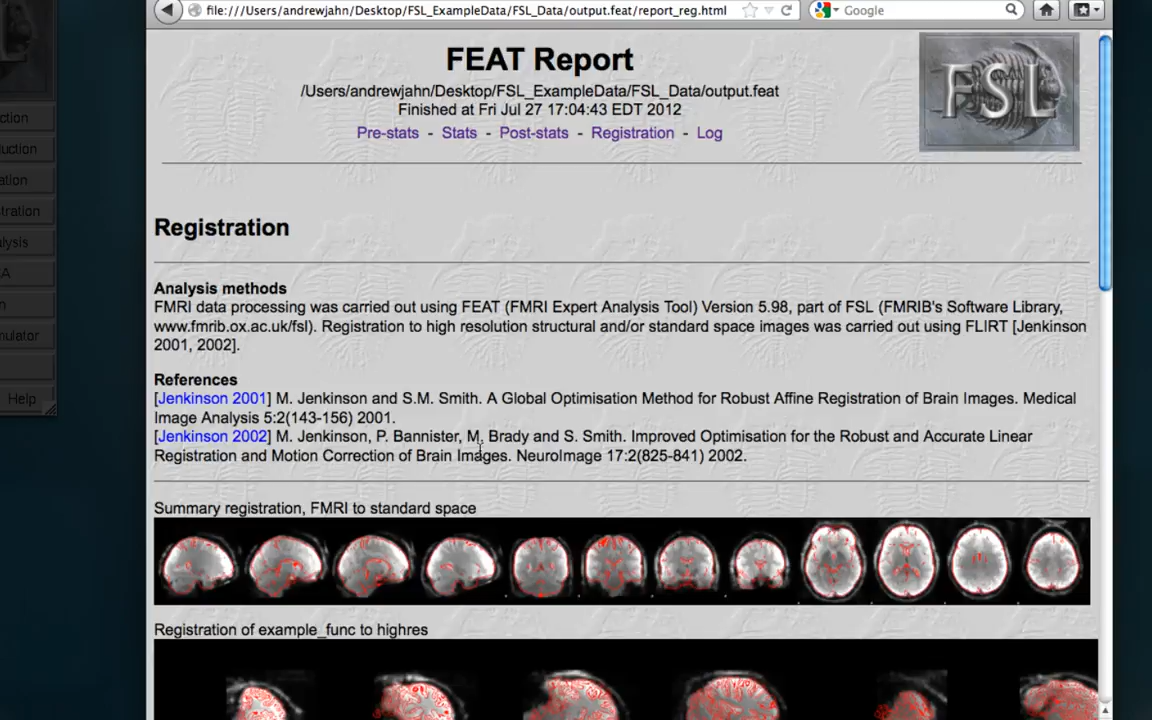 file:///Users/andrewjahn/Desktop/FSL_ExampleData/FSL_Data/output.feat/report_reg.html
Google
FEAT Report
FSL
/Users/andrewjahn/Desktop/FSL_ExampleData/FSL_Data/output.feat
Finished at Fri Jul 27 17:04:43 EDT 2012
Pre-stats - Stats - Post-stats - Registration - Log
ction
uction
ation
stration
alysis
A
n
mulator
Help
Registration
Analysis methods
FMRI data processing was carried out using FEAT (FMRI Expert Analysis Tool) Version 5.98, part of FSL (FMRIB's Software Library,
www.fmrib.ox.ac.uk/fsl). Registration to high resolution structural and/or standard space images was carried out using FLIRT [Jenkinson
2001, 2002].
References
[Jenkinson 2001] M. Jenkinson and S.M. Smith. A Global Optimisation Method for Robust Affine Registration of Brain Images. Medical
Image Analysis 5:2(143-156) 2001.
[Jenkinson 2002] M. Jenkinson, P. Bannister, M. Brady and S. Smith. Improved Optimisation for the Robust and Accurate Linear
Registration and Motion Correction of Brain Images. NeuroImage 17:2(825-841) 2002.
Summary registration, FMRI to standard space
Registration of example_func to highres